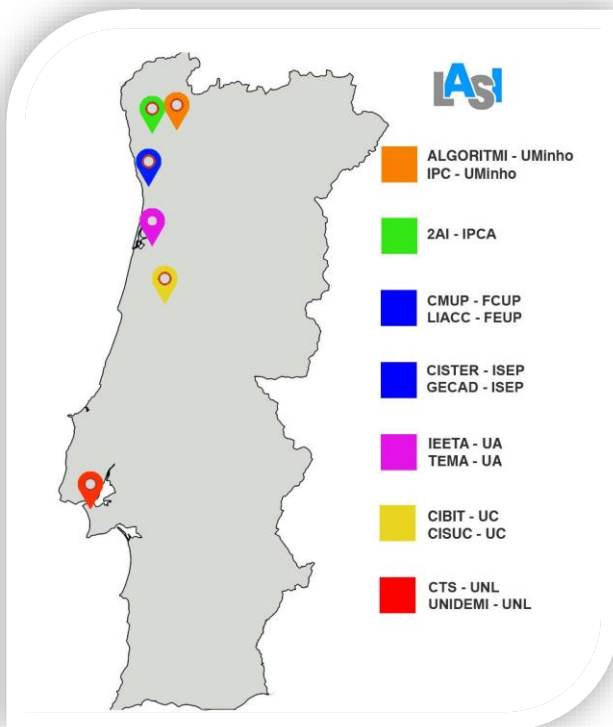 LASI
ALGORITMI - UMinho
IPC - UMinho
2AI - IPCA
CMUP - FCUP
LIACC - FEUP
CISTER - ISEP
GECAD - ISEP
IEETA - UA
TEMA - UA
CIBIT - UC
CISUC - UC
CTS - UNL
UNIDEMI - UNL